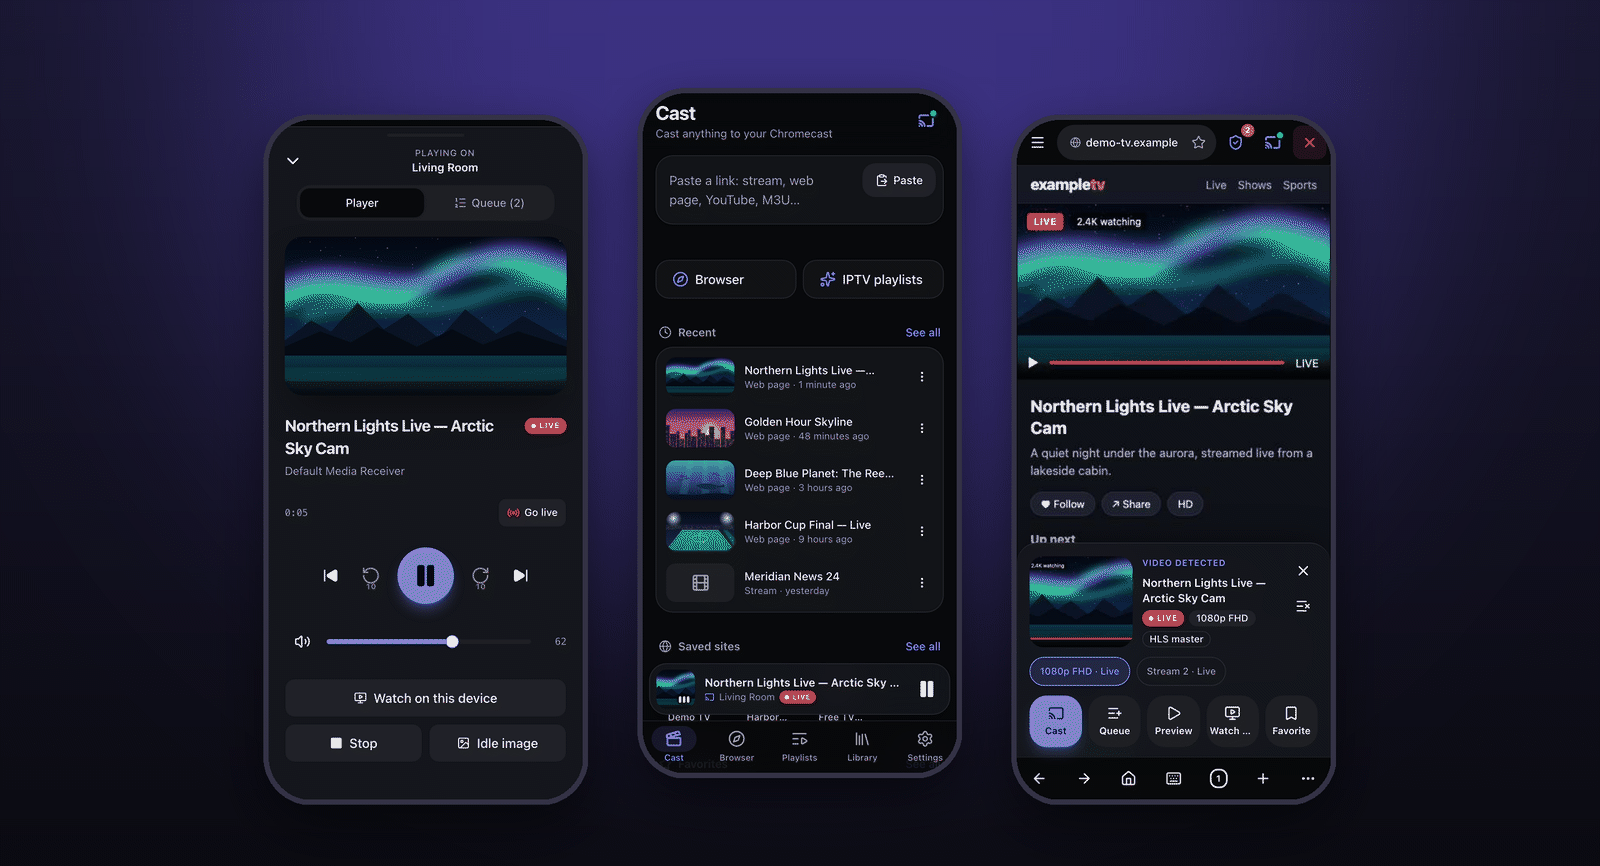 PLAYING ON
Living Room
Player
Queue (2)
Northern Lights Live — Arctic
Sky Cam
LIVE
Default Media Receiver
0:05
Go live
10
10
62
Watch on this device
Stop
Idle image
Cast
Cast anything to your Chromecast
Paste a link: stream, web
page, YouTube, M3U...
Paste
Browser
IPTV playlists
Recent
See all
Northern Lights Live —...
Web page · 1 minute ago
Golden Hour Skyline
Web page · 48 minutes ago
Deep Blue Planet: The Ree...
Web page · 3 hours ago
Harbor Cup Final — Live
Web page · 9 hours ago
Meridian News 24
Stream · yesterday
Saved sites
See all
Northern Lights Live — Arctic Sky ...
Living Room
LIVE
Demo TV
Harbor...
Free TV...
Cast
Browser
Playlists
Library
Settings
Favorites
See all
demo-tv.example
2
exampletv
Live
Shows
Sports
LIVE
2.4K watching
LIVE
Northern Lights Live — Arctic Sky
Cam
A quiet night under the aurora, streamed live from a
lakeside cabin.
Follow
Share
HD
Up next
2.4K watching
VIDEO DETECTED
Northern Lights Live —
Arctic Sky Cam
LIVE
1080p FHD
HLS master
1080p FHD · Live
Stream 2 · Live
Cast
Queue
Preview
Watch ...
Favorite
1